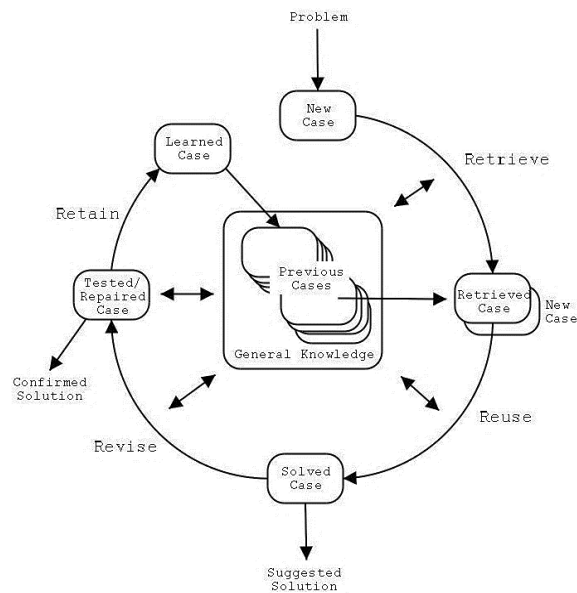 Problem
New
Case
Learned
Case
Retrieve
Retain
Previous
Cases
Tested/
Repaired
Case
Retrieved
Case
New
Case
General Knowledge
Confirmed
Solution
Reuse
Revise
Solved
Case
Suggested
Solution